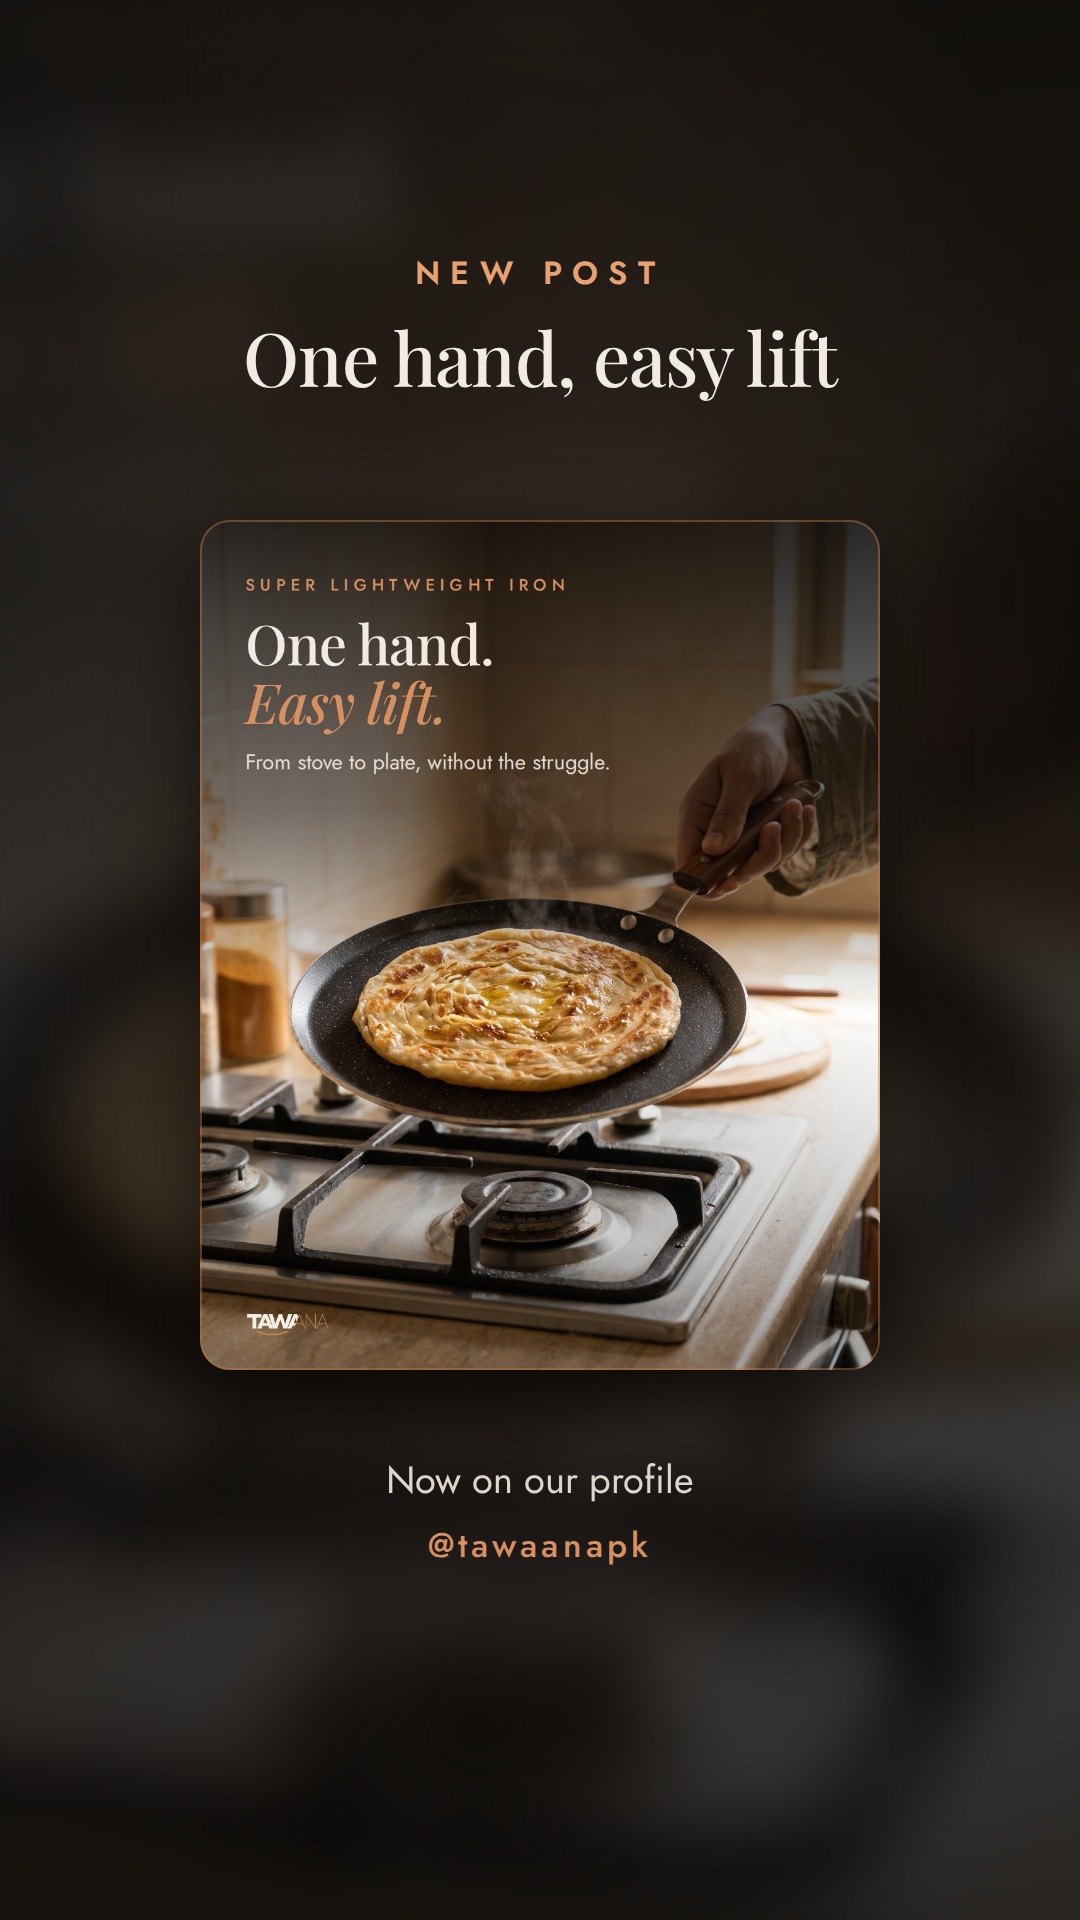 NEW POST
One hand, easy lift
SUPER LIGHTWEIGHT IRON
One hand.
Easy lift.
From stove to plate, without the struggle.
TAWAANA
Now on our profile
@tawaanapk